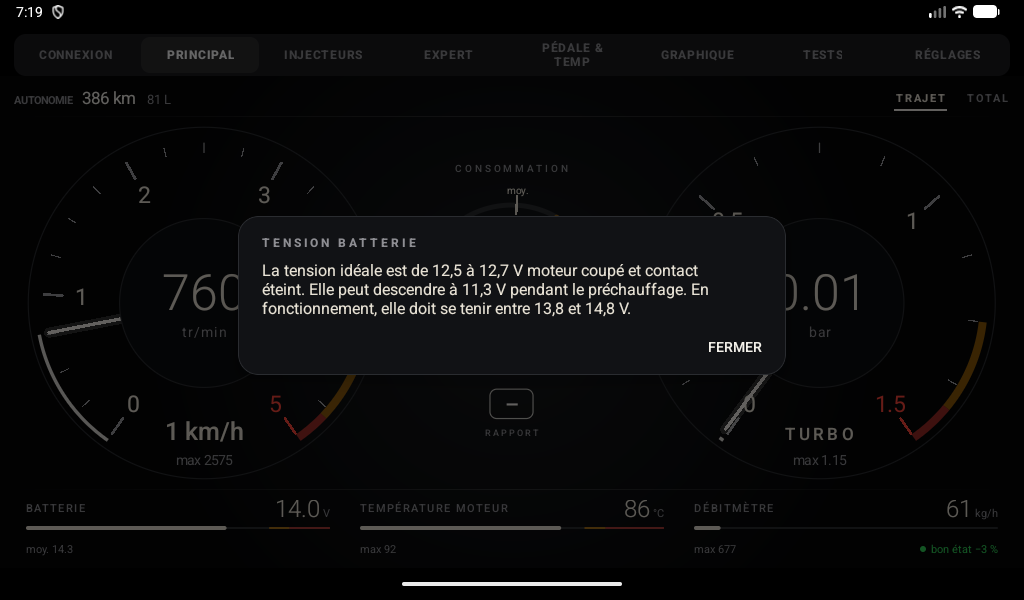 7:19
CONNEXION
PRINCIPAL
INJECTEURS
EXPERT
PÉDALE &
TEMP
GRAPHIQUE
TESTS
RÉGLAGES
AUTONOMIE 386 km 81 L
TRAJET TOTAL
CONSOMMATION
moy.
2
3
1
760
tr/min
0
5
1 km/h
max 2575
TENSION BATTERIE
La tension idéale est de 12,5 à 12,7 V moteur coupé et contact
éteint. Elle peut descendre à 11,3 V pendant le préchauffage. En
fonctionnement, elle doit se tenir entre 13,8 et 14,8 V.
FERMER
–
RAPPORT
1
0.01
bar
0
1.5
TURBO
max 1.15
BATTERIE 14.0 V
moy. 14.3
TEMPÉRATURE MOTEUR 86 °C
max 92
DÉBITMÈTRE 61 kg/h
max 677
bon état −3 %